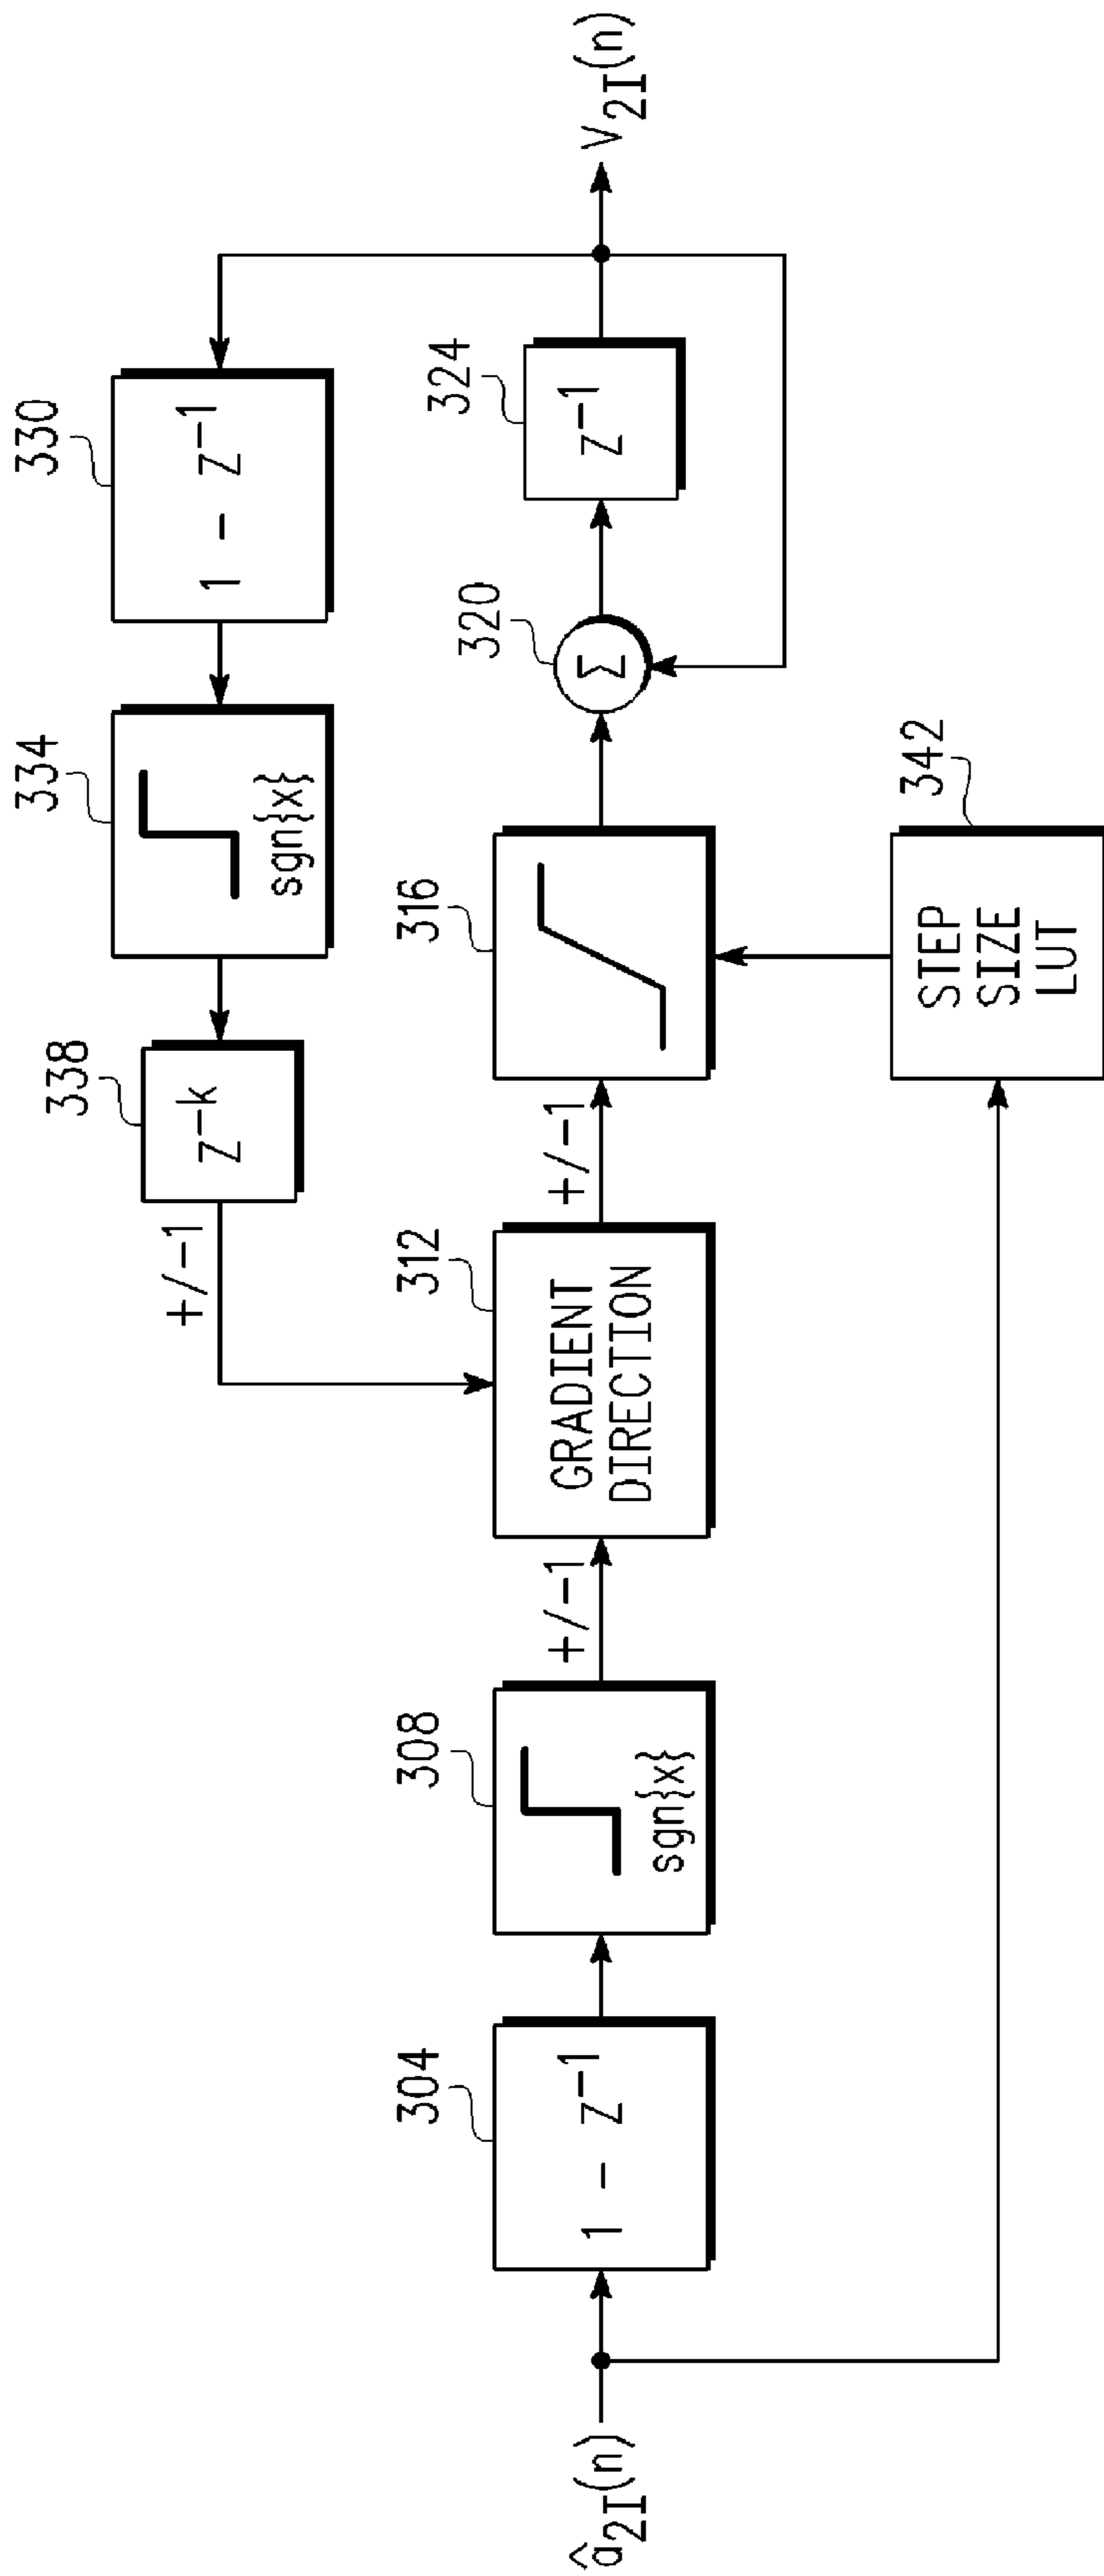 330
1 - Z⁻¹
334
sgn{x}
338
Z⁻ᵏ
+/-1
304
1 - Z⁻¹
308
sgn{x}
+/-1
312
GRADIENT
DIRECTION
+/-1
316
320
Σ
324
Z⁻¹
V₂I(n)
â₂I(n)
342
STEP
SIZE
LUT